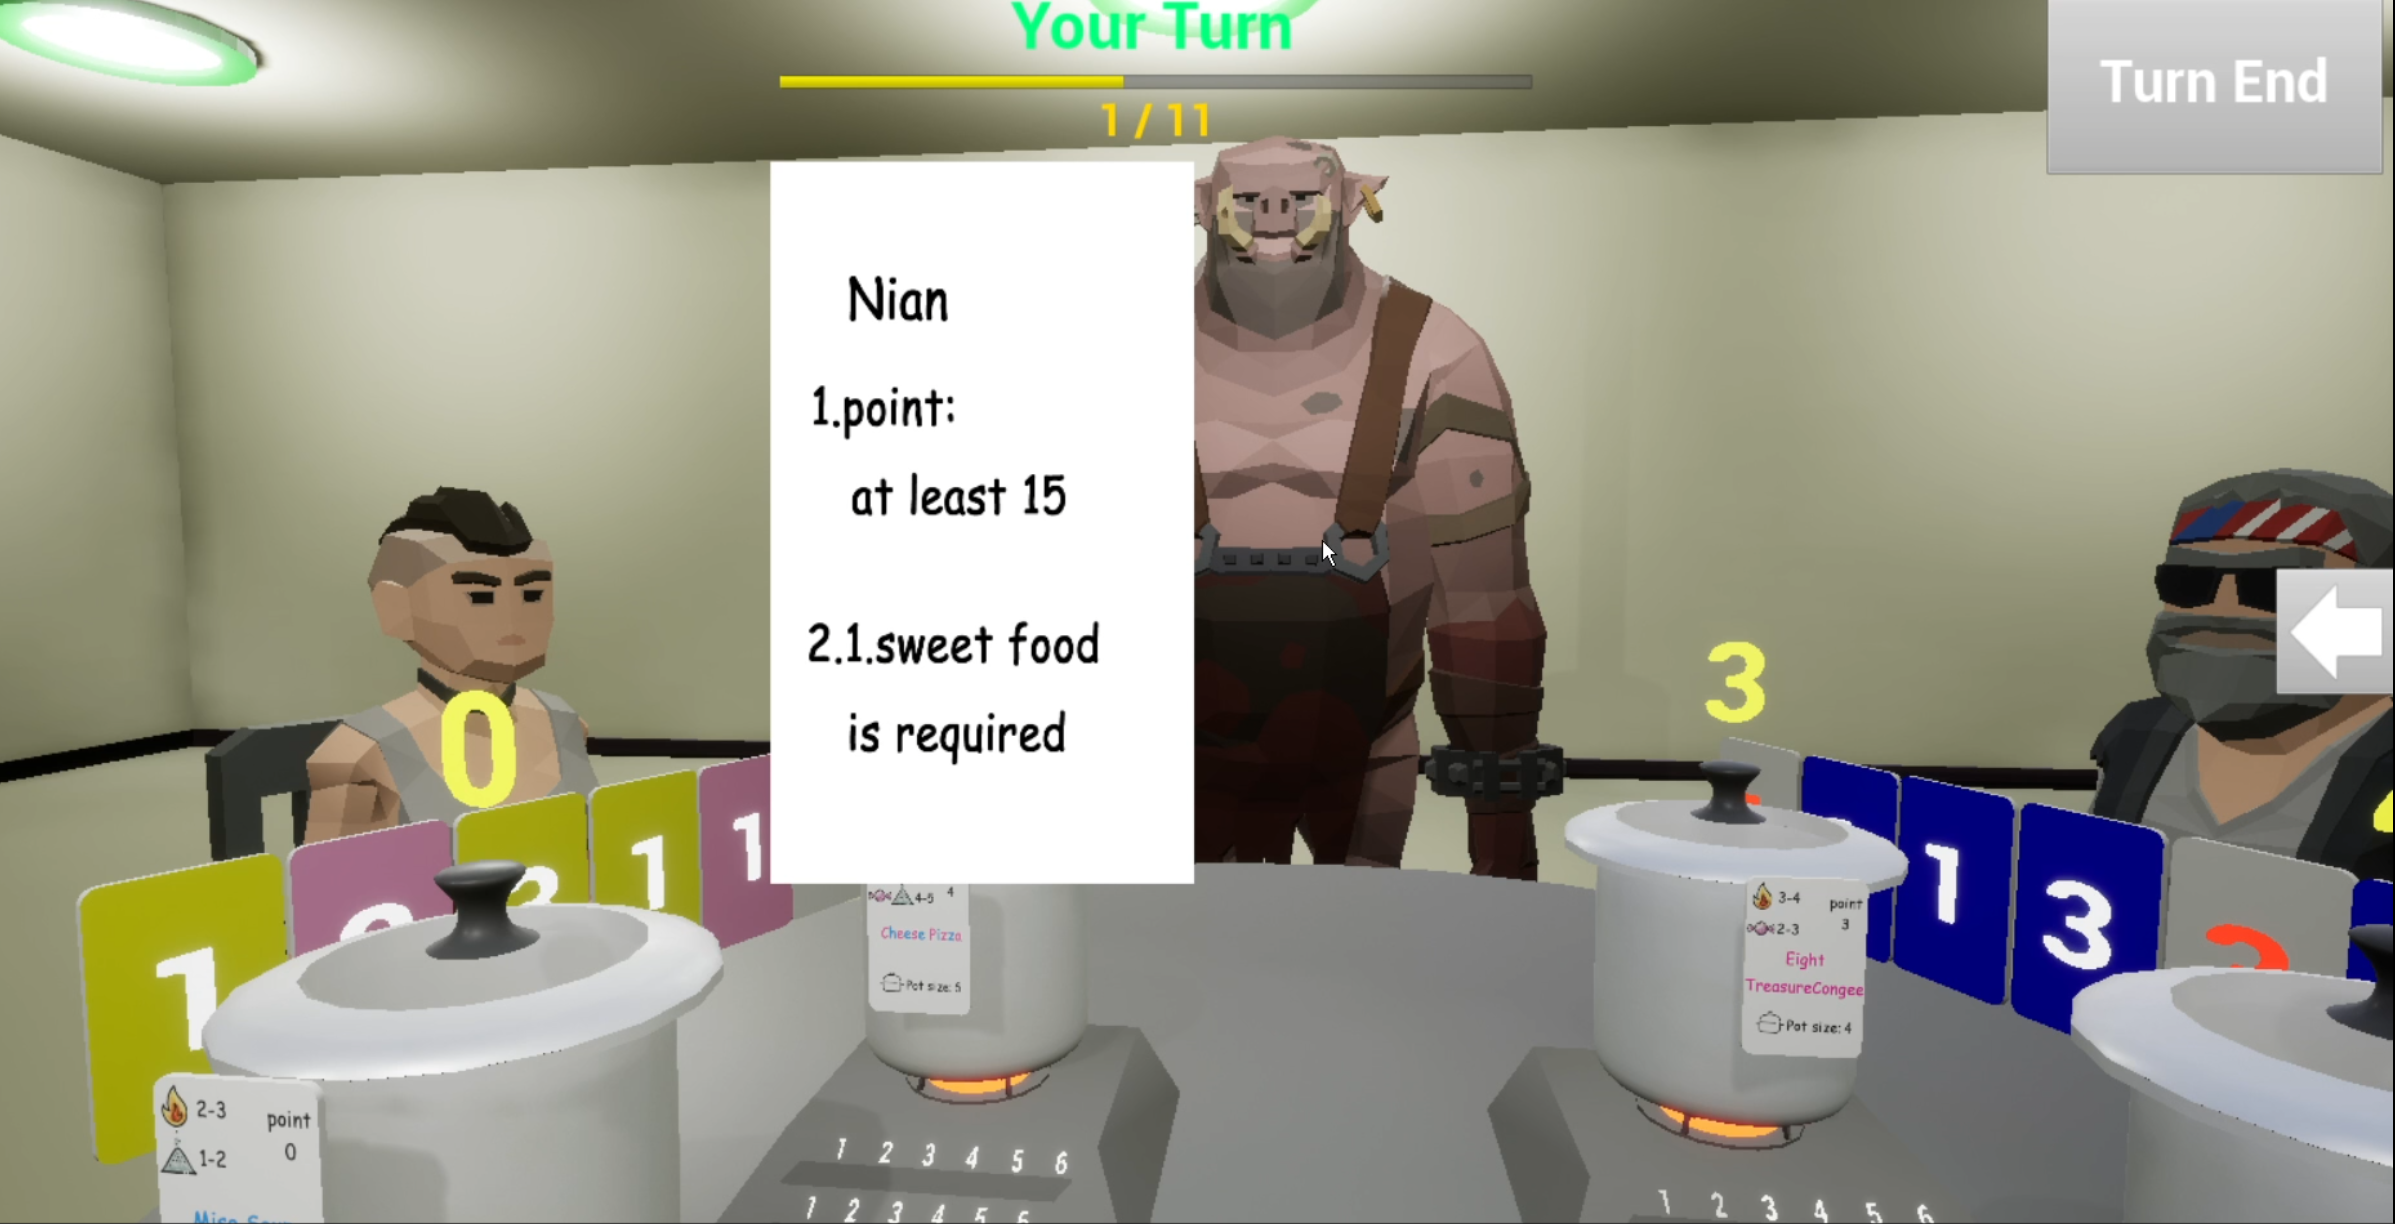 Your Turn
Turn End
1 / 11
Nian
1.point:
at least 15
2.1.sweet food
is required
0
3
1
3
1
1
1
3
4-5 4
Cheese Pizza
Pot size: 5
3-4 point
2-3 3
Eight
TreasureCongee
Pot size: 4
2-3 point
1-2 0
1 2 3 4 5 6
1 2 3 4 5 6
1 2 3 4 5 6